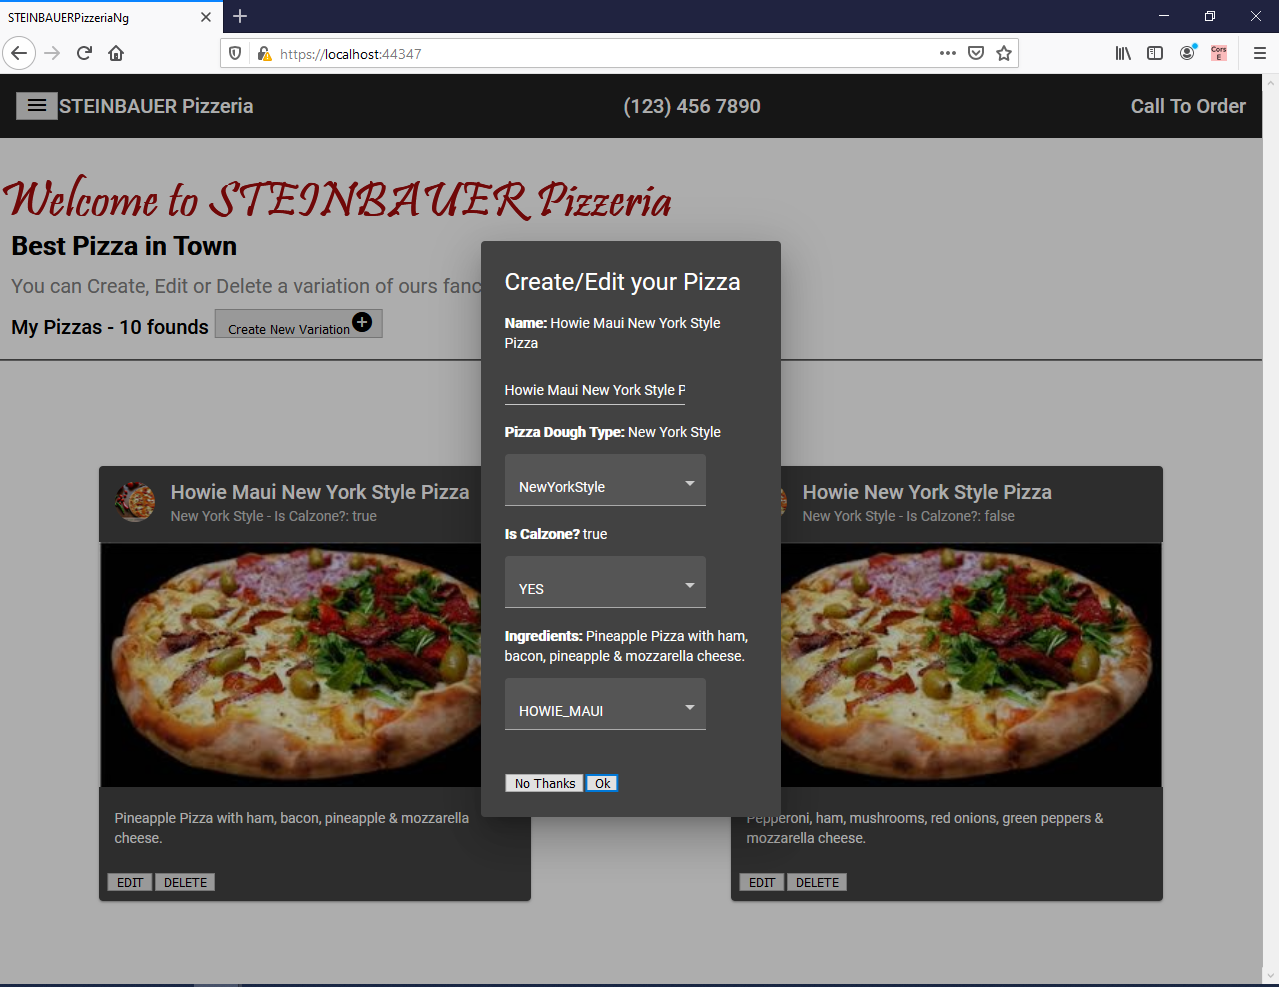 STEINBAUERPizzeriaNg
https://localhost:44347
Cors
E
STEINBAUER Pizzeria
(123) 456 7890
Call To Order
Welcome to STEINBAUER Pizzeria
Best Pizza in Town
You can Create, Edit or Delete a variation of ours fanc
My Pizzas - 10 founds
Create New Variation
Create/Edit your Pizza
Name: Howie Maui New York Style
Pizza
Howie Maui New York Style P
Pizza Dough Type: New York Style
NewYorkStyle
Is Calzone? true
YES
Ingredients: Pineapple Pizza with ham,
bacon, pineapple & mozzarella cheese.
HOWIE_MAUI
No Thanks
Ok
Howie Maui New York Style Pizza
New York Style - Is Calzone?: true
Pineapple Pizza with ham, bacon, pineapple & mozzarella
cheese.
EDIT
DELETE
Howie New York Style Pizza
New York Style - Is Calzone?: false
Pepperoni, ham, mushrooms, red onions, green peppers &
mozzarella cheese.
EDIT
DELETE